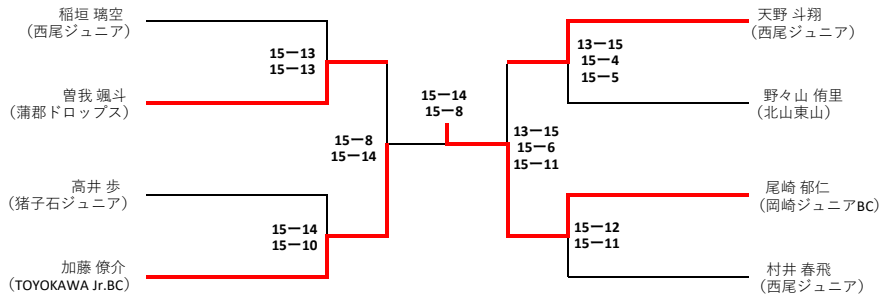 稲垣 璃空
(西尾ジュニア)
15ー13
15ー13
曽我 颯斗
(蒲郡ドロップス)
15ー8
15ー14
高井 歩
(猪子石ジュニア)
15ー14
15ー10
加藤 僚介
(TOYOKAWA Jr.BC)
15ー14
15ー8
天野 斗翔
(西尾ジュニア)
13ー15
15ー4
15ー5
野々山 侑里
(北山東山)
13ー15
15ー6
15ー11
尾崎 郁仁
(岡崎ジュニアBC)
15ー12
15ー11
村井 春飛
(西尾ジュニア)